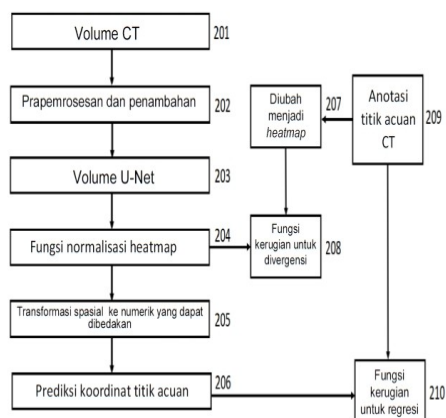 Volume CT
201
Prapemrosesan dan penambahan
202
Volume U-Net
203
Fungsi normalisasi heatmap
204
Transformasi spasial ke numerik yang dapat
dibedakan
205
Prediksi koordinat titik acuan
206
Diubah
menjadi
heatmap
207
Fungsi
kerugian untuk
divergensi
208
Anotasi
titik acuan
CT
209
Fungsi
kerugian
untuk regresi
210